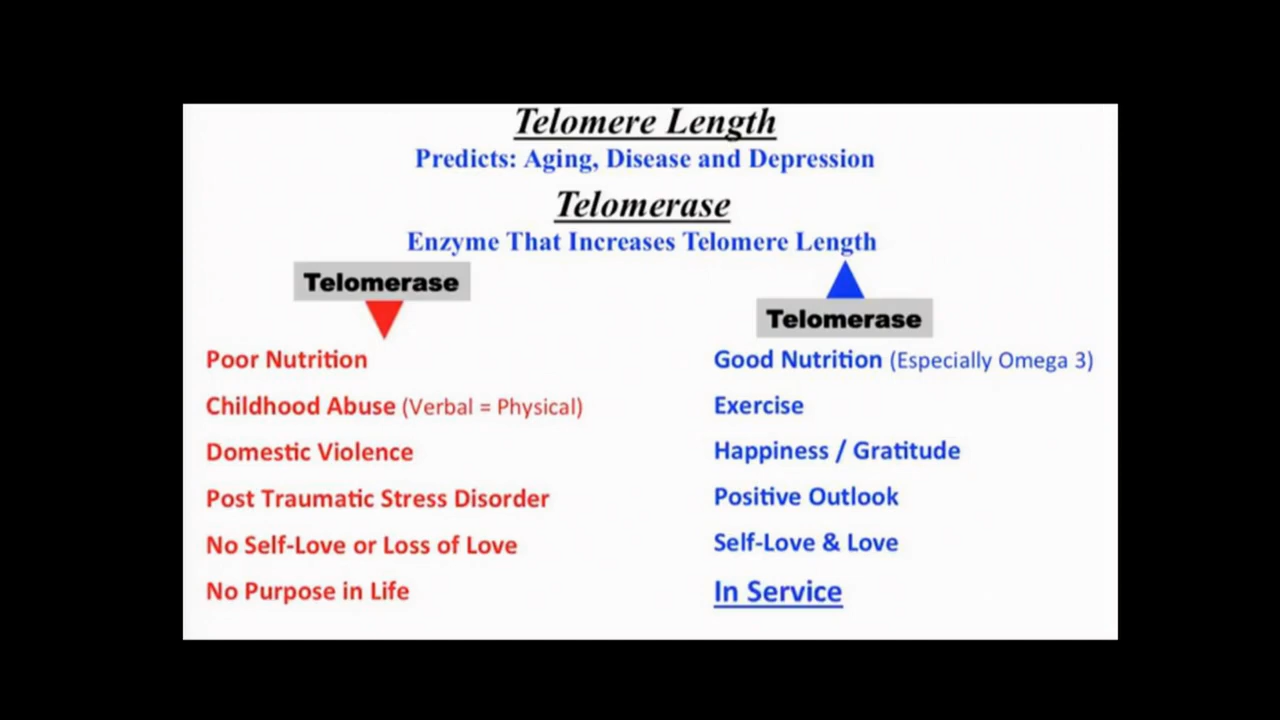 Telomere Length
Predicts: Aging, Disease and Depression
Telomerase
Enzyme That Increases Telomere Length
Telomerase
Poor Nutrition
Childhood Abuse (Verbal = Physical)
Domestic Violence
Post Traumatic Stress Disorder
No Self-Love or Loss of Love
No Purpose in Life
Telomerase
Good Nutrition (Especially Omega 3)
Exercise
Happiness / Gratitude
Positive Outlook
Self-Love & Love
In Service